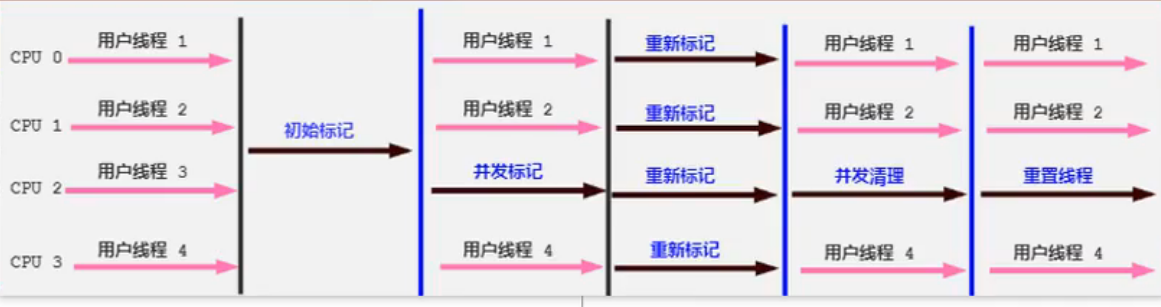 用户线程 1 用户线程 1 重新标记 用户线程 1 用户线程 1
CPU 0
用户线程 2 用户线程 2 重新标记 用户线程 2 用户线程 2
CPU 1
初始标记
用户线程 3 并发标记 重新标记 并发清理 重置线程
CPU 2
用户线程 4 用户线程 4 重新标记 用户线程 4 用户线程 4
CPU 3